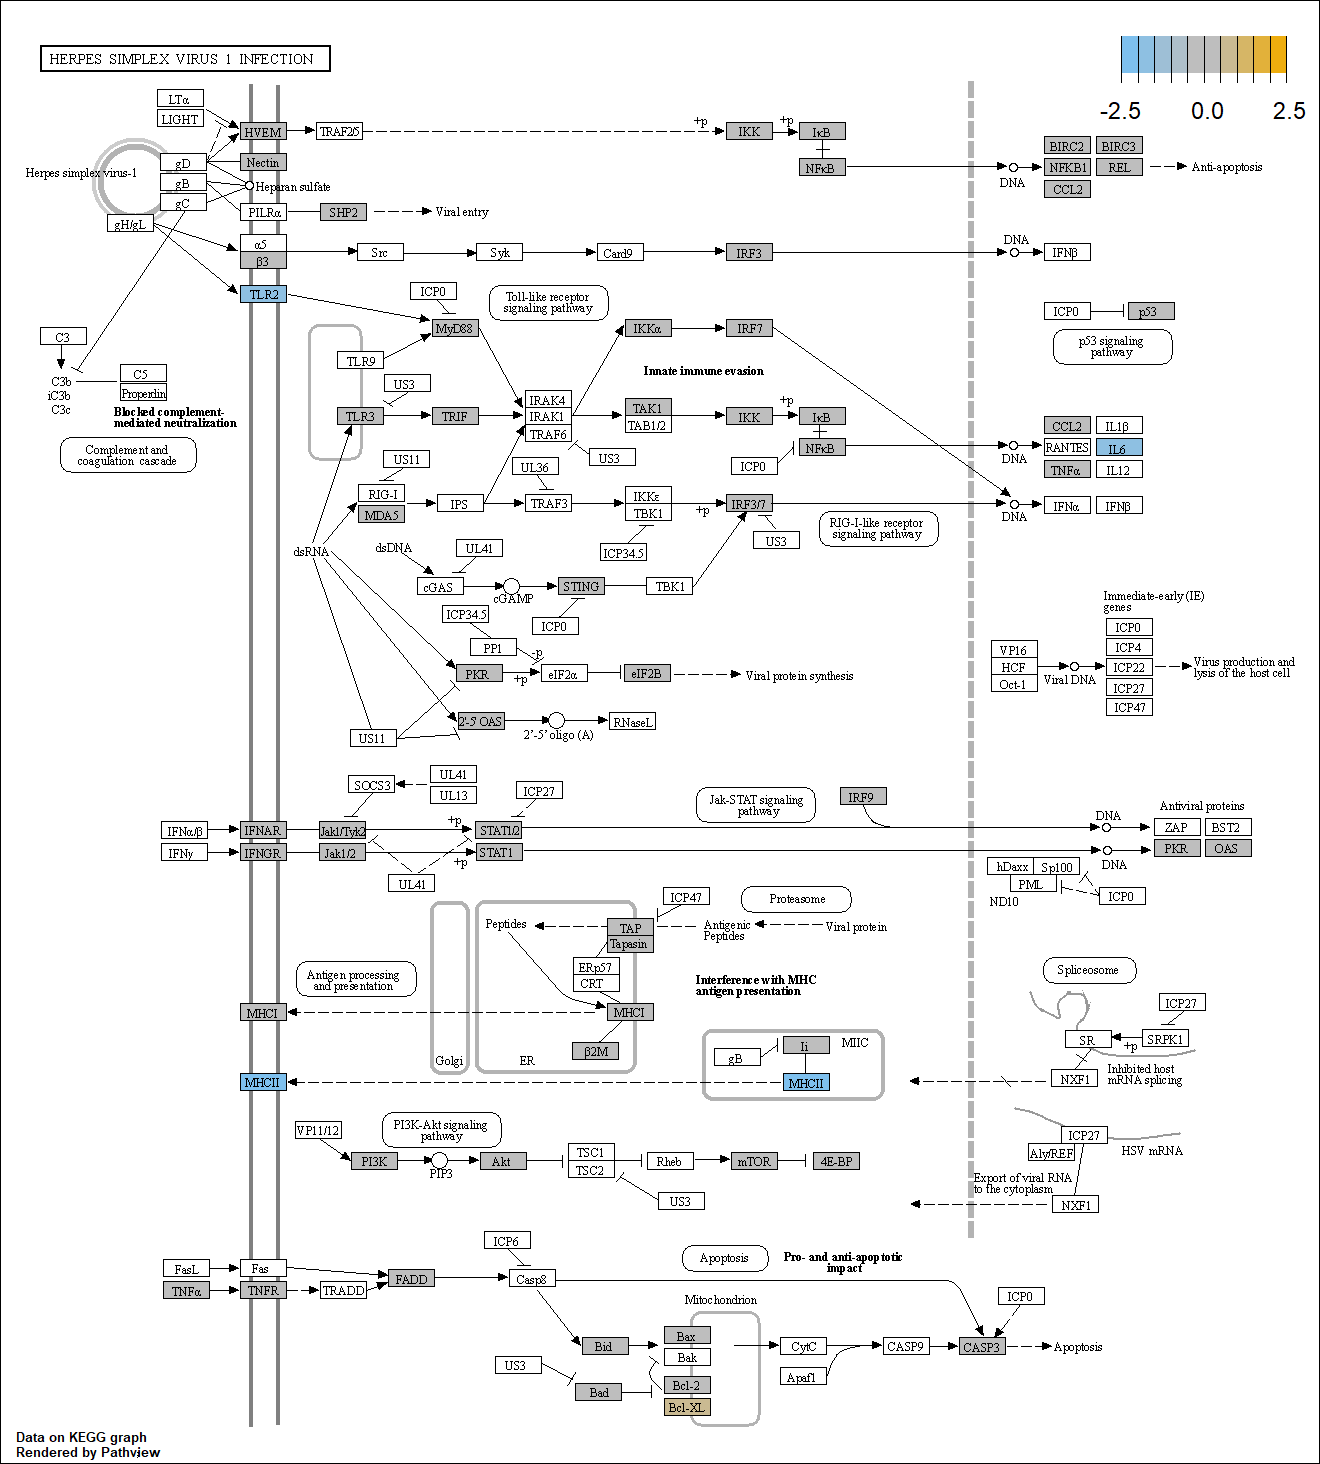 HERPES SIMPLEX VIRUS 1 INFECTION
-2.5 0.0 2.5
LTα
LIGHT
HVEM
TRAF2/5
+p
IKK
+p
IκB
NFκB
DNA
BIRC2 BIRC3
NFKB1 REL
CCL2
Anti-apoptosis
Herpes simplex virus-1
gD
gB
gC
gH/gL
Nectin
Heparan sulfate
PILRα
SHP2
Viral entry
α5
β3
Src
Syk
Card9
IRF3
DNA
IFNβ
TLR2
ICP0
Toll-like receptor
signaling pathway
MyD88
IKKα
IRF7
ICP0
p53
p53 signaling
pathway
C3
C3b
iC3b
C3c
C5
Properdin
Blocked complement-
mediated neutralization
Complement and
coagulation cascade
TLR9
US3
TLR3
TRIF
IRAK4
IRAK1
TRAF6
Innate immune evasion
TAK1
TAB1/2
IKK
+p
IκB
NFκB
ICP0
US3
DNA
CCL2 IL1β
RANTES IL6
TNFα IL12
US11
RIG-I
MDA5
IPS
UL36
TRAF3
IKKε
TBK1
+p
IRF3/7
ICP34.5
US3
RIG-I-like receptor
signaling pathway
DNA
IFNα IFNβ
dsRNA
dsDNA
UL41
cGAS
cGAMP
STING
TBK1
ICP0
ICP34.5
PP1
-p
PKR
+p
eIF2α
eIF2B
Viral protein synthesis
2'-5' OAS
2'-5' oligo (A)
RNaseL
US11
Immediate-early (IE)
genes
VP16
HCF
Oct-1
Viral DNA
ICP0
ICP4
ICP22
ICP27
ICP47
Virus production and
lysis of the host cell
SOCS3
UL41
UL13
ICP27
Jak-STAT signaling
pathway
IRF9
IFNα/β
IFNAR
Jak1/Tyk2
+p
STAT1/2
DNA
Antiviral proteins
ZAP BST2
IFNγ
IFNGR
Jak1/2
+p
STAT1
DNA
PKR OAS
UL41
hDaxx Sp100
PML
ND10
ICP0
ICP47
Proteasome
Peptides
TAP
Tapasin
Antigenic
Peptides
Viral protein
ERp57
CRT
Antigen processing
and presentation
Interference with MHC
antigen presentation
MHCI
MHCI
β2M
Golgi
ER
gB
Ii
MIIC
MHCII
MHCII
Spliceosome
ICP27
SR
+p
SRPK1
NXF1
Inhibited host
mRNA splicing
VP11/12
PI3K-Akt signaling
pathway
PI3K
PIP3
Akt
TSC1
TSC2
Rheb
mTOR
4E-BP
US3
ICP27
Aly/REF
HSV mRNA
Export of viral RNA
to the cytoplasm
NXF1
ICP6
Apoptosis
Pro- and anti-apoptotic
impact
FasL
Fas
TNFα
TNFR
TRADD
FADD
Casp8
Mitochondrion
ICP0
Bid
Bax
Bak
Bcl-2
Bcl-XL
US3
Bad
CytC
Apaf1
CASP9
CASP3
Apoptosis
Data on KEGG graph
Rendered by Pathview